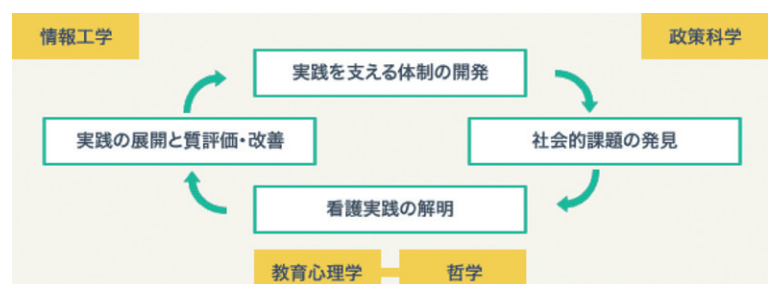 情報工学
政策科学
実践を支える体制の開発
実践の展開と質評価・改善
社会的課題の発見
看護実践の解明
教育心理学
哲学